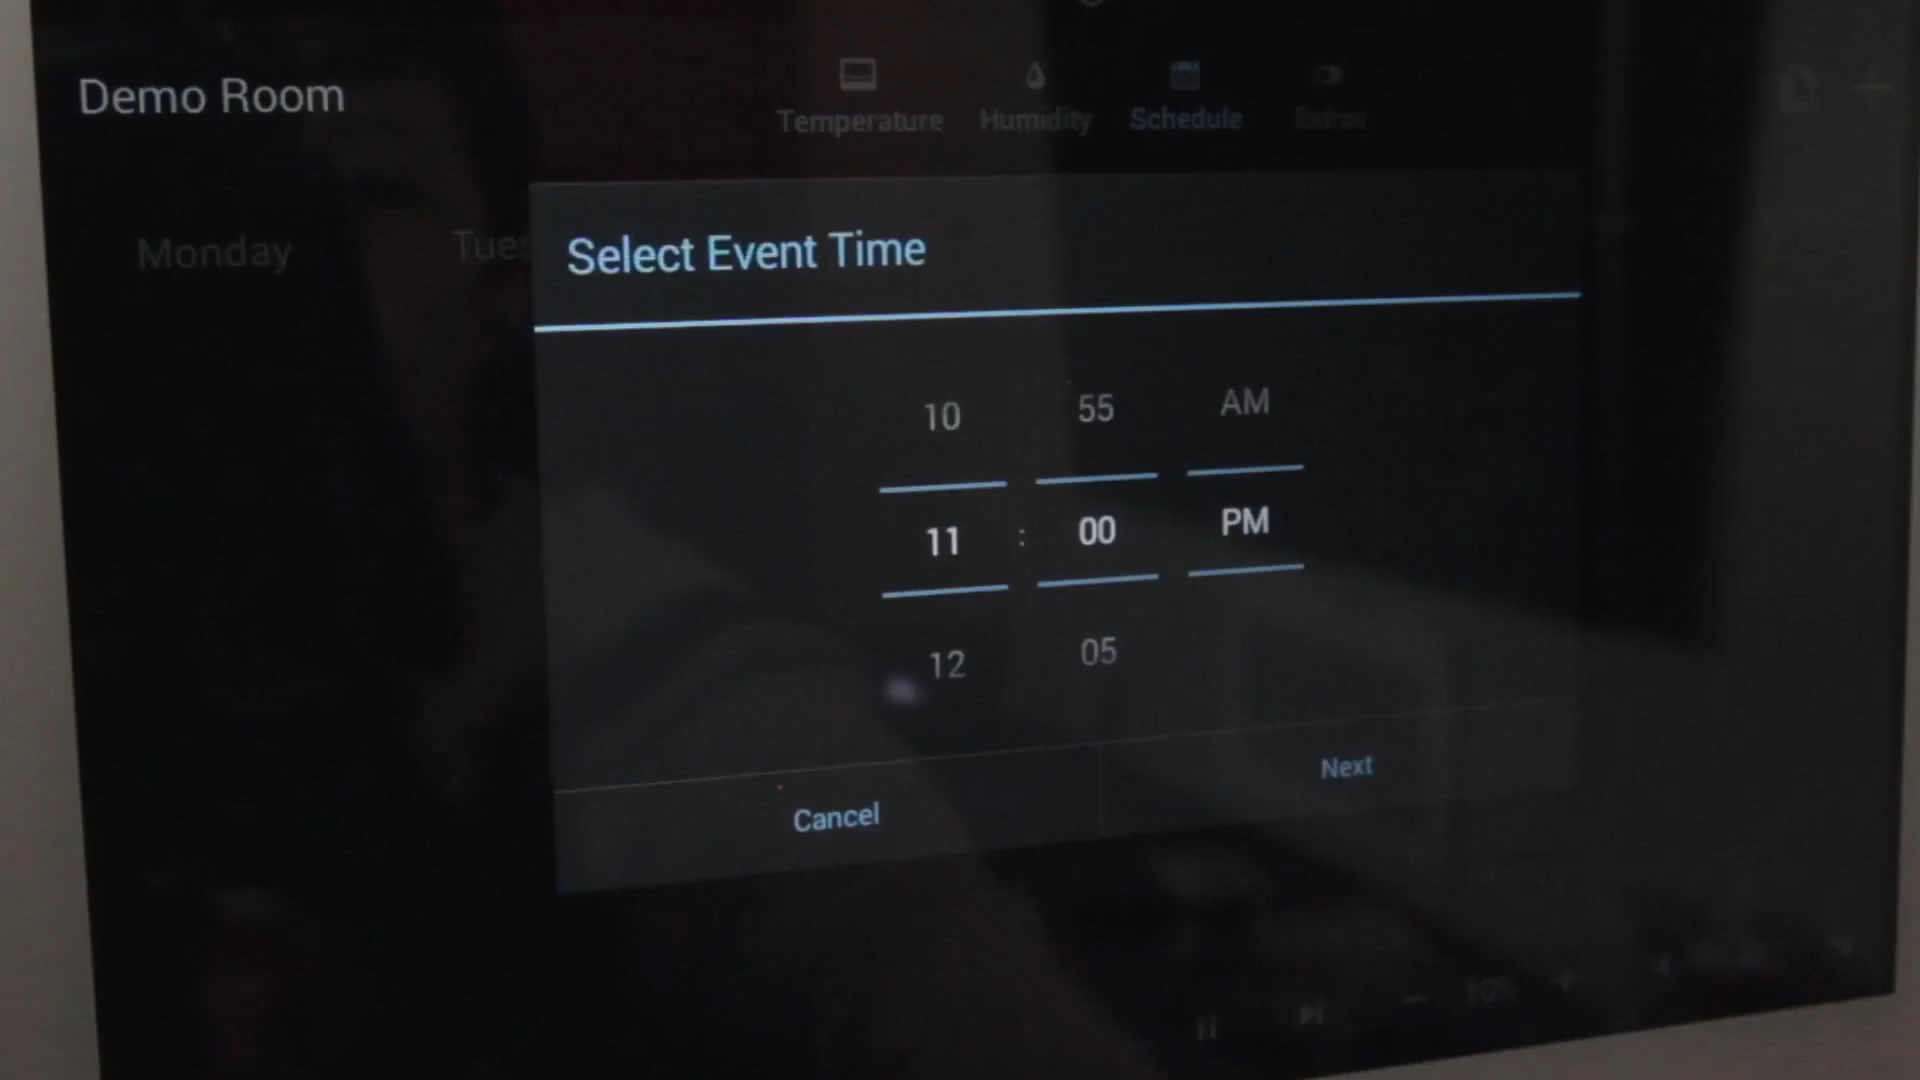 Demo Room
Temperature Humidity Schedule Extras
Monday Tues
Select Event Time
10 55 AM
11 : 00 PM
12 05
Cancel Next
10%